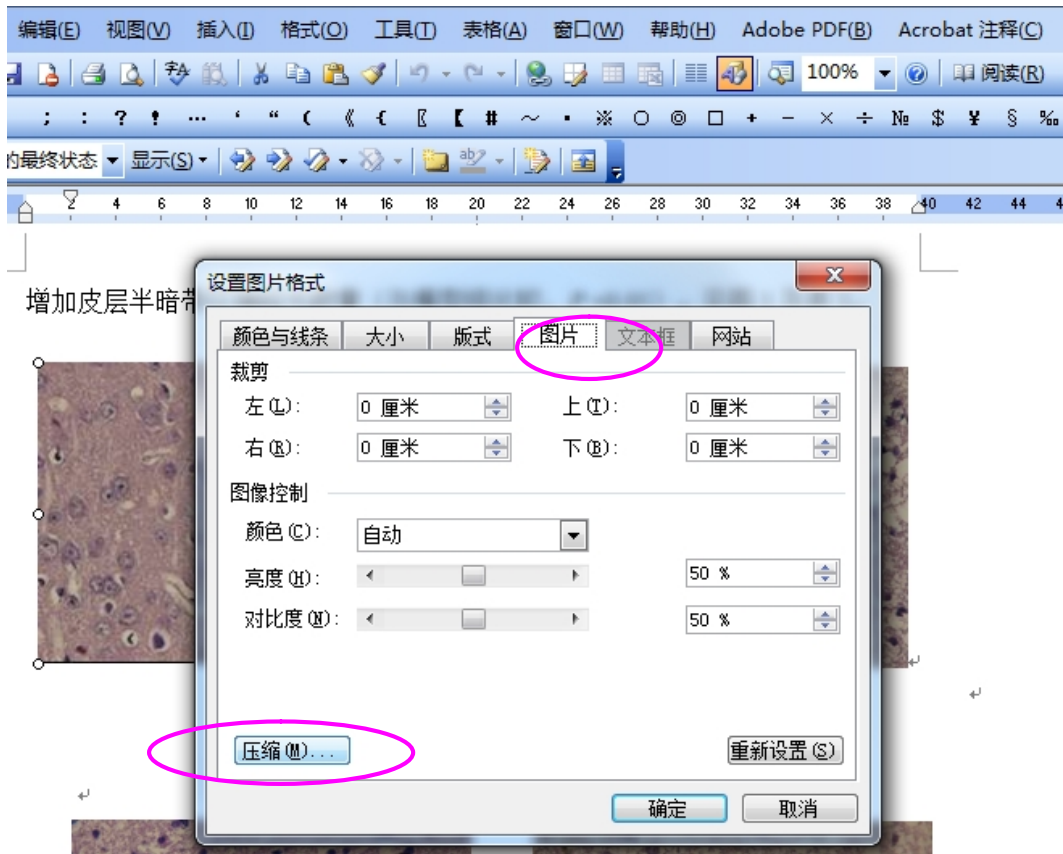 编辑(E) 视图(V) 插入(I) 格式(O) 工具(T) 表格(A) 窗口(W) 帮助(H) Adobe PDF(B) Acrobat 注释(C)
100% 阅读(R)
; : ? ! … ‘ “ ( 《 { 〖 【 # ～ · ※ ○ ◎ □ + - × ÷ № $ ¥ § ‰
的最终状态 显示(S)
2 4 6 8 10 12 14 16 18 20 22 24 26 28 30 32 34 36 38 40 42 44 4
设置图片格式
增加皮层半暗带
颜色与线条 大小 版式 图片 文本框 网站
裁剪
左(L): 0 厘米 上(T): 0 厘米
右(R): 0 厘米 下(B): 0 厘米
图像控制
颜色(C): 自动
亮度(H): 50 %
对比度(N): 50 %
压缩(M)... 重新设置(S)
确定 取消